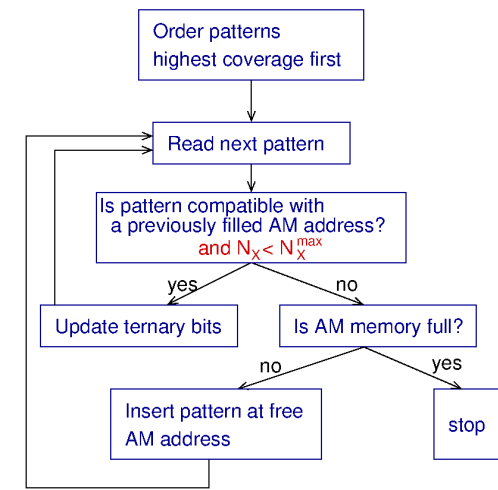 Order patterns
highest coverage first
Read next pattern
Is pattern compatible with
a previously filled AM address?
and N_X < N_X^max
yes
no
Update ternary bits
Is AM memory full?
no
yes
Insert pattern at free
AM address
stop